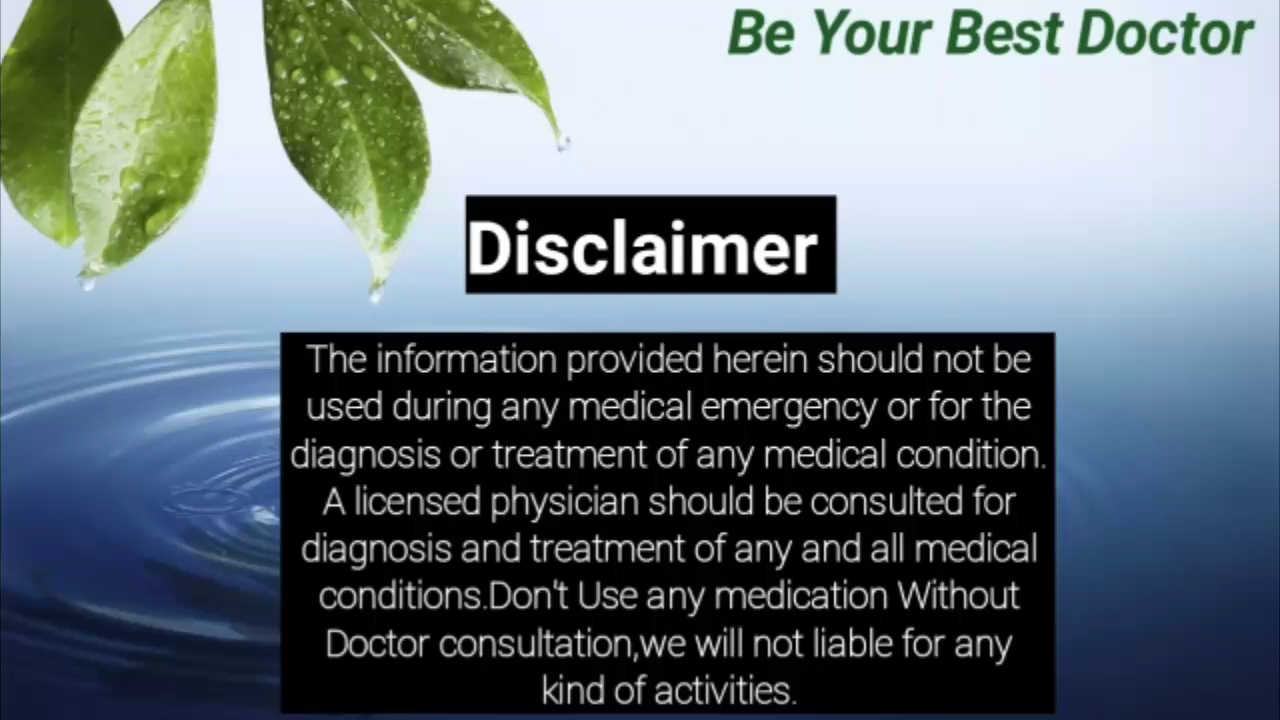 Be Your Best Doctor
Disclaimer
The information provided herein should not be
used during any medical emergency or for the
diagnosis or treatment of any medical condition.
A licensed physician should be consulted for
diagnosis and treatment of any and all medical
conditions.Don't Use any medication Without
Doctor consultation,we will not liable for any
kind of activities.